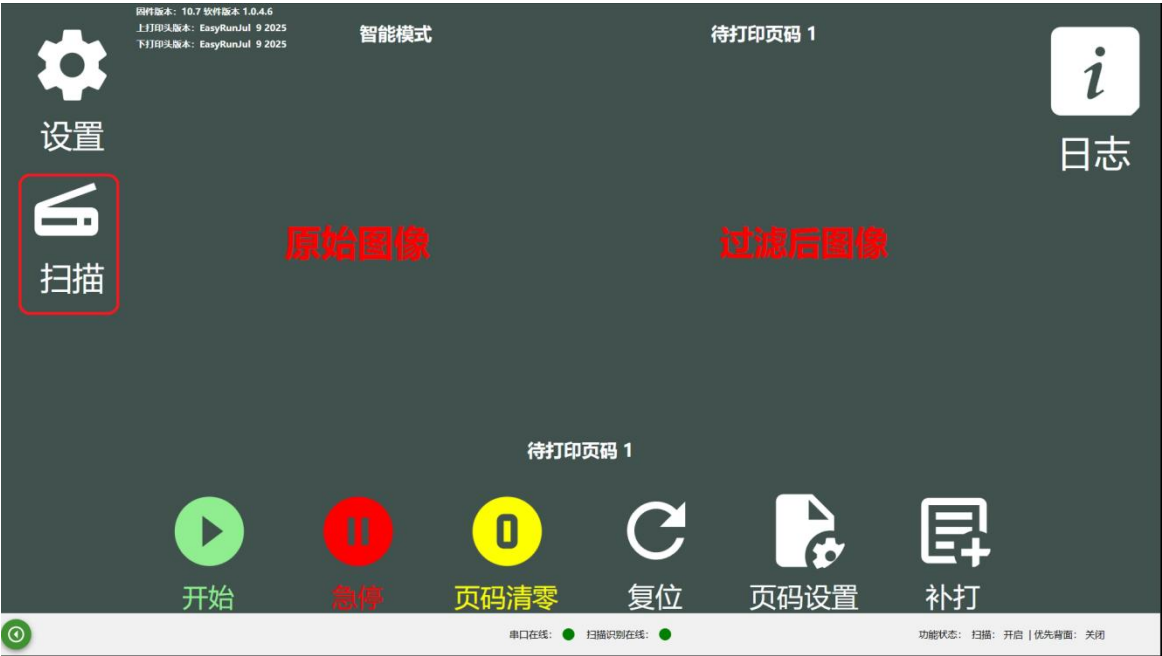 固件版本：10.7 软件版本 1.0.4.6
上打印头版本：EasyRunJul 9 2025
下打印头版本：EasyRunJul 9 2025
智能模式
待打印页码 1
设置
i
日志
扫描
原始图像
过滤后图像
待打印页码 1
0
开始
急停
页码清零
复位
页码设置
补打
串口在线： 扫描识别在线：
功能状态： 扫描： 开启 | 优先背面： 关闭